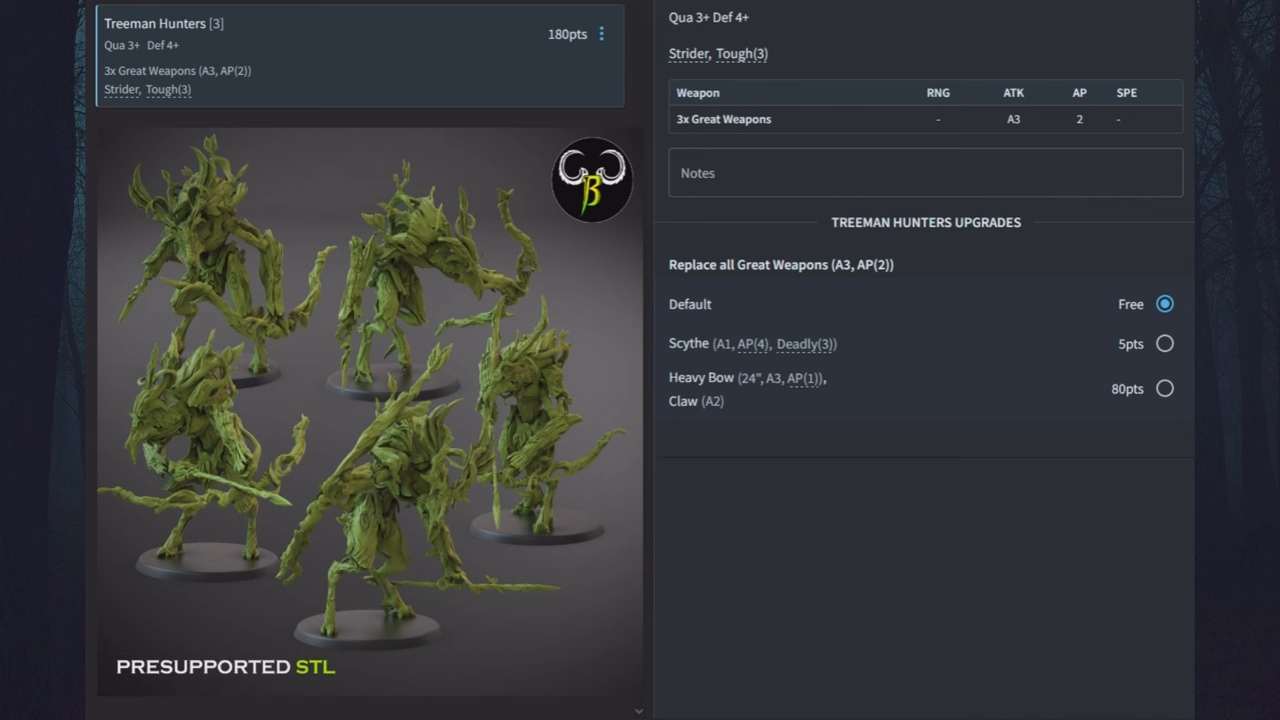 Treeman Hunters [3]
180pts
Qua 3+ Def 4+
3x Great Weapons (A3, AP(2))
Strider, Tough(3)
B
PRESUPPORTED STL
Qua 3+ Def 4+
Strider, Tough(3)
Weapon RNG ATK AP SPE
3x Great Weapons - A3 2 -
Notes
TREEMAN HUNTERS UPGRADES
Replace all Great Weapons (A3, AP(2))
Default Free
Scythe (A1, AP(4), Deadly(3)) 5pts
Heavy Bow (24", A3, AP(1)),
Claw (A2)
80pts